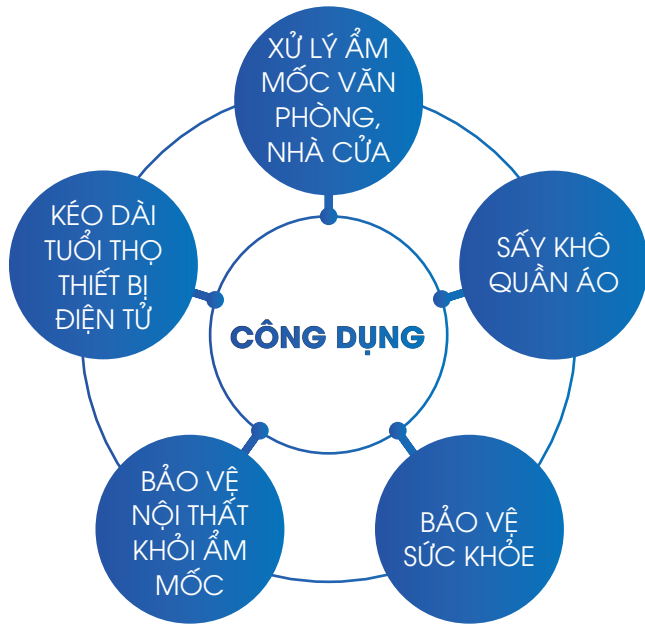 XỬ LÝ ẨM
MỐC VĂN
PHÒNG,
NHÀ CỬA
KÉO DÀI
TUỔI THỌ
THIẾT BỊ
ĐIỆN TỬ
SẤY KHÔ
QUẦN ÁO
CÔNG DỤNG
BẢO VỆ
NỘI THẤT
KHỎI ẨM
MỐC
BẢO VỆ
SỨC KHỎE